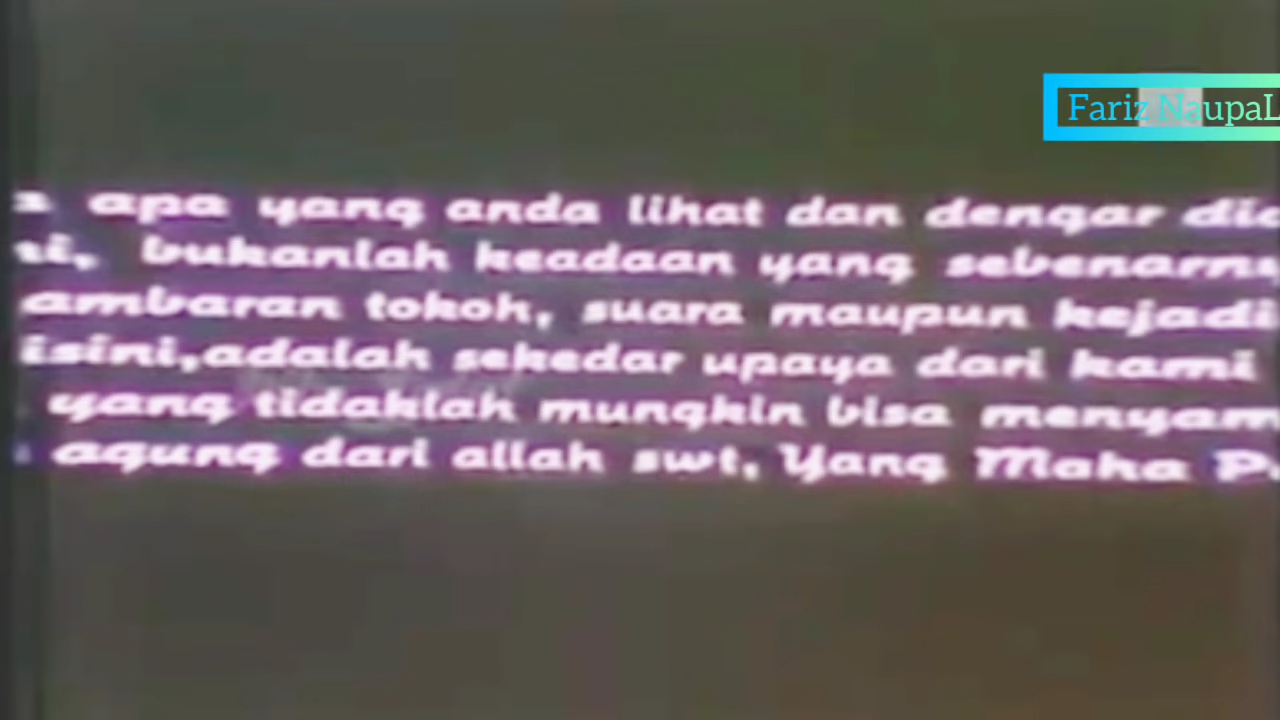 Fariz NaupaL
apa yang anda lihat dan dengar
bukanlah keadaan yang
tokoh, suara maupun
adalah sekedar upaya dari kami
yang tidaklah mungkin bisa
agung dari allah swt, Yang Maha